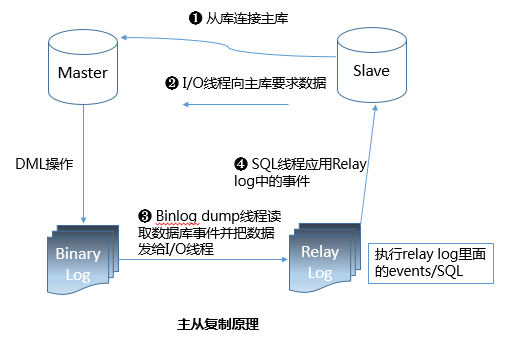 ❶ 从库连接主库
Master
Slave
❷ I/O线程向主库要求数据
DML操作
❹ SQL线程应用Relay
log中的事件
❸ Binlog dump线程读
取数据库事件并把数据
发给I/O线程
Binary
Log
Relay
Log
执行relay log里面
的events/SQL
主从复制原理